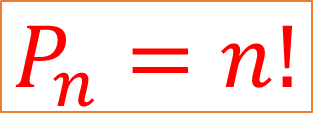 Pₙ = n!